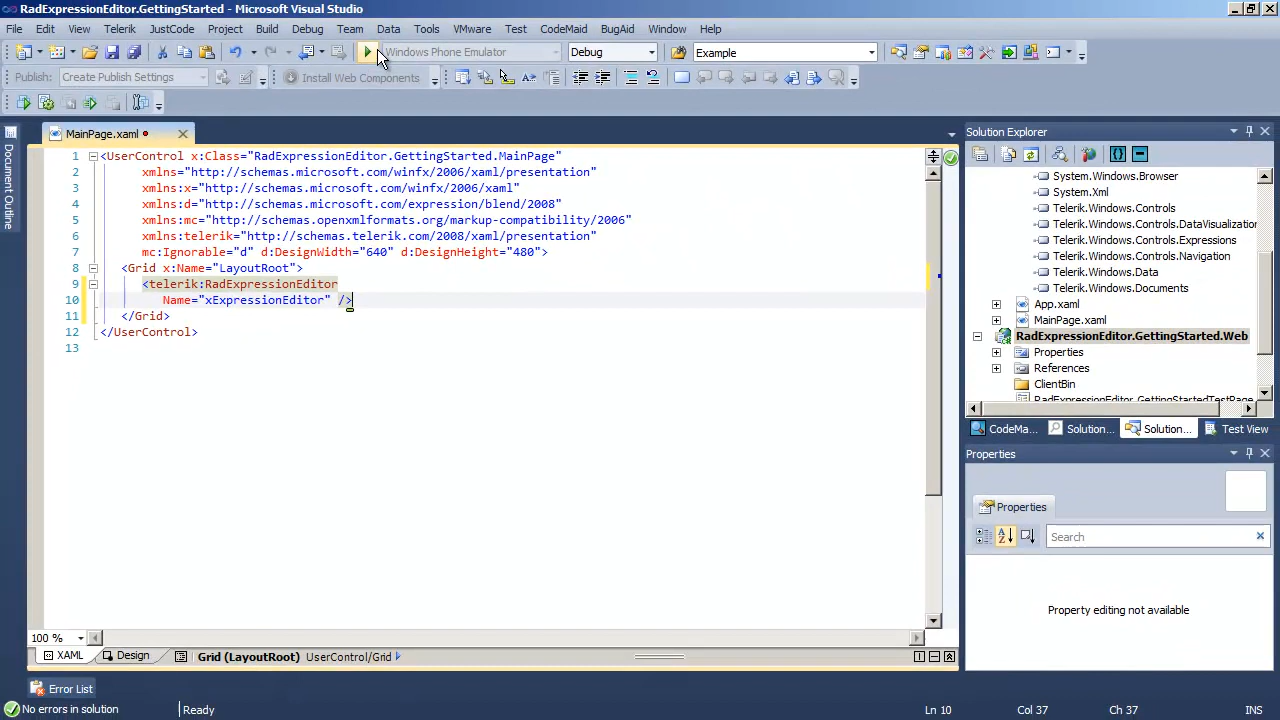 RadExpressionEditor.GettingStarted - Microsoft Visual Studio
File Edit View Telerik JustCode Project Build Debug Team Data Tools VMware Test CodeMaid BugAid Window Help
Windows Phone Emulator Debug Example
Publish: Create Publish Settings Install Web Components
MainPage.xaml
Document Outline
1 <UserControl x:Class="RadExpressionEditor.GettingStarted.MainPage"
2 xmlns="http://schemas.microsoft.com/winfx/2006/xaml/presentation"
3 xmlns:x="http://schemas.microsoft.com/winfx/2006/xaml"
4 xmlns:d="http://schemas.microsoft.com/expression/blend/2008"
5 xmlns:mc="http://schemas.openxmlformats.org/markup-compatibility/2006"
6 xmlns:telerik="http://schemas.telerik.com/2008/xaml/presentation"
7 mc:Ignorable="d" d:DesignWidth="640" d:DesignHeight="480">
8 <Grid x:Name="LayoutRoot">
9 <telerik:RadExpressionEditor
10 Name="xExpressionEditor" />
11 </Grid>
12 </UserControl>
13
100 %
XAML Design Grid (LayoutRoot) UserControl/Grid
Solution Explorer
System.Windows.Browser
System.Xml
Telerik.Windows.Controls
Telerik.Windows.Controls.DataVisualization
Telerik.Windows.Controls.Expressions
Telerik.Windows.Controls.Navigation
Telerik.Windows.Data
Telerik.Windows.Documents
App.xaml
MainPage.xaml
RadExpressionEditor.GettingStarted.Web
Properties
References
ClientBin
RadExpressionEditor.GettingStartedTestPage
CodeMa... Solution... Solution... Test View
Properties
Properties
Search
Property editing not available
Error List
No errors in solution Ready Ln 10 Col 37 Ch 37 INS